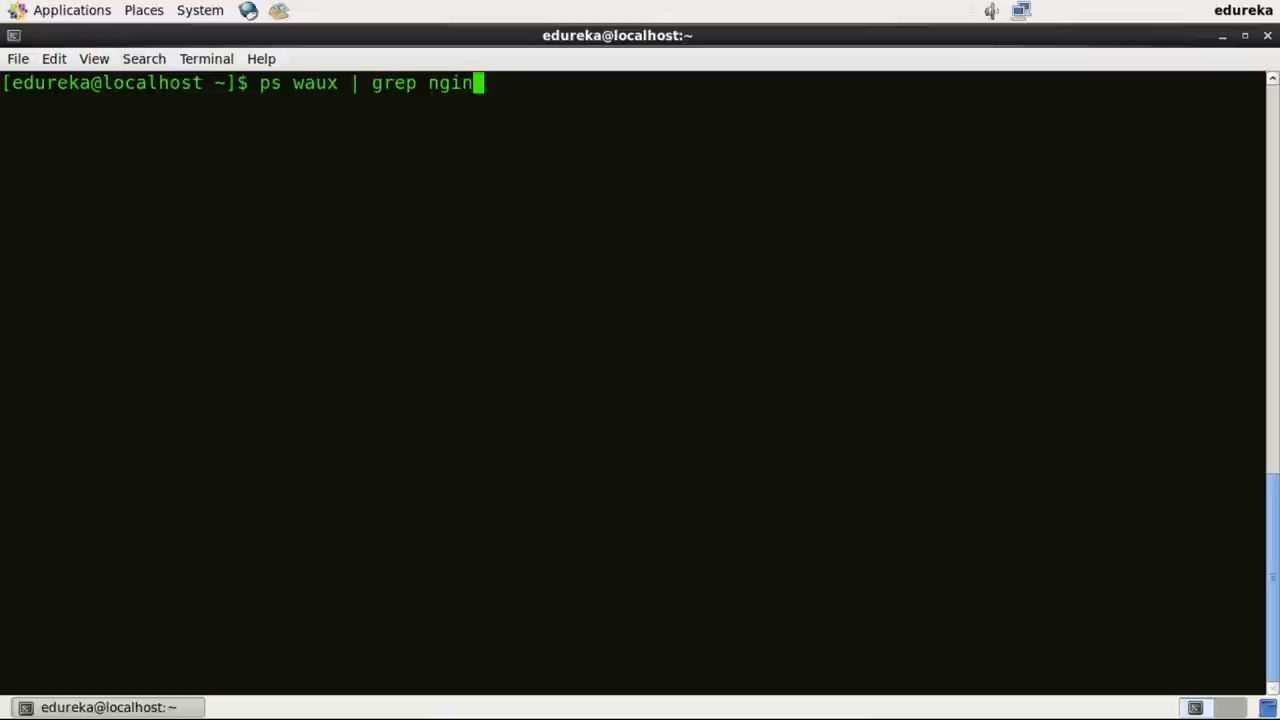 Applications Places System edureka
edureka@localhost:~
File Edit View Search Terminal Help
[edureka@localhost ~]$ ps waux | grep ngin
edureka@localhost:~